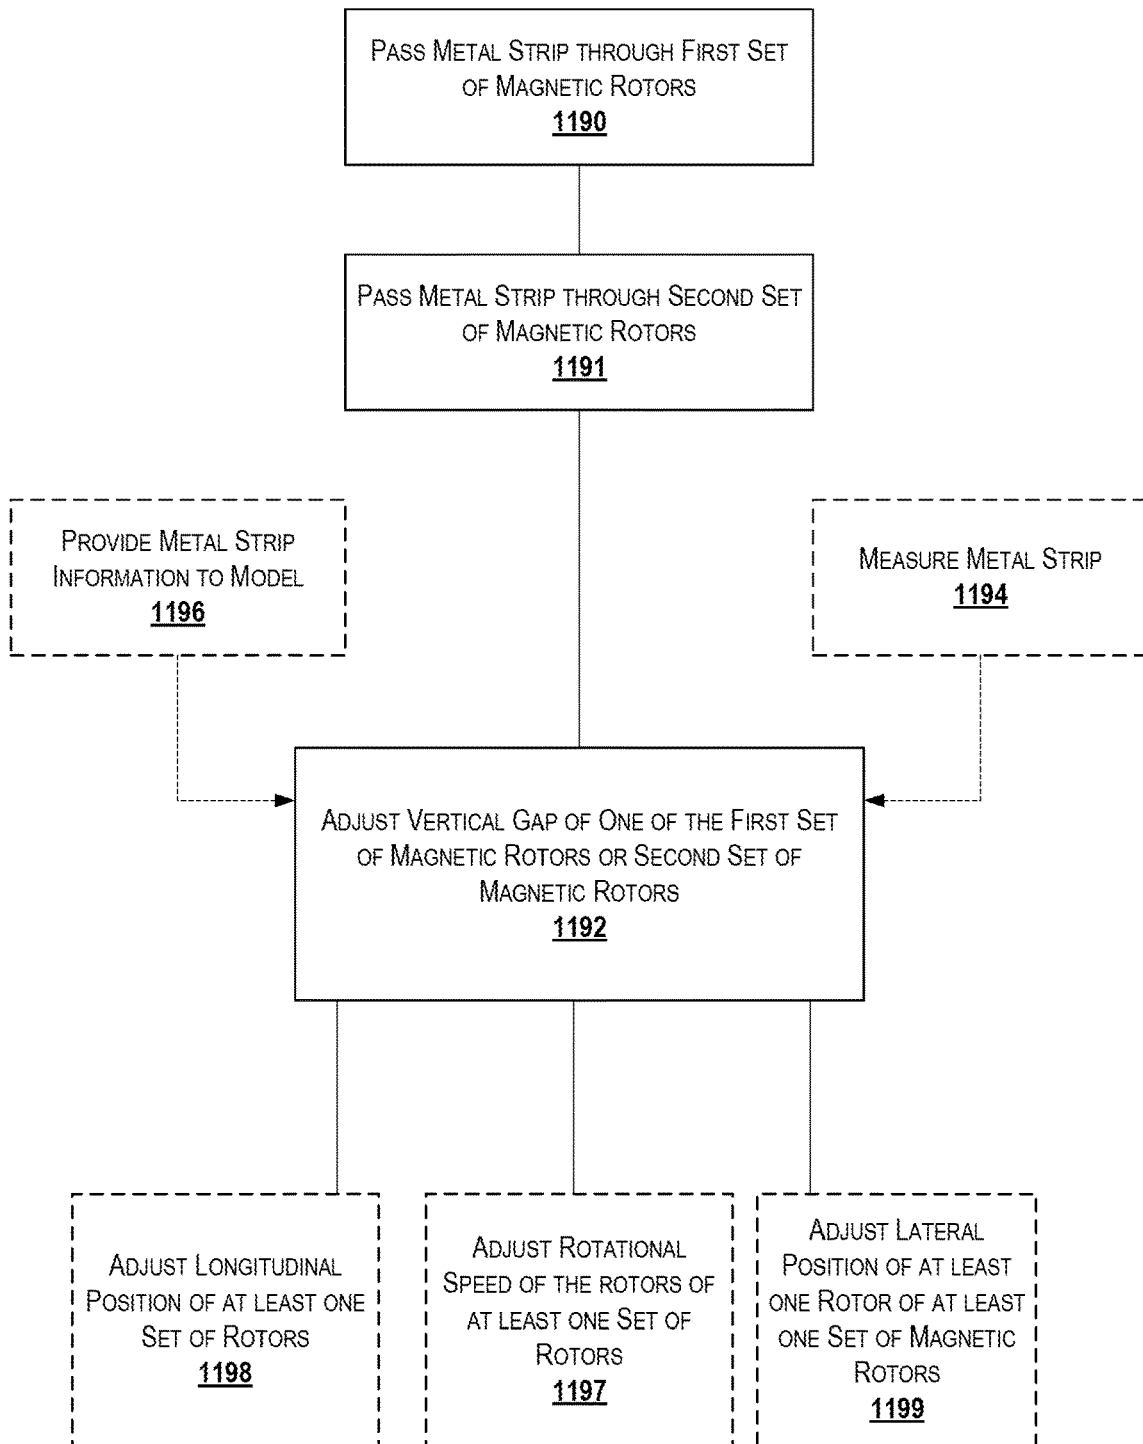 PASS METAL STRIP THROUGH FIRST SET
OF MAGNETIC ROTORS
1190
PASS METAL STRIP THROUGH SECOND SET
OF MAGNETIC ROTORS
1191
PROVIDE METAL STRIP
INFORMATION TO MODEL
1196
MEASURE METAL STRIP
1194
ADJUST VERTICAL GAP OF ONE OF THE FIRST SET
OF MAGNETIC ROTORS OR SECOND SET OF
MAGNETIC ROTORS
1192
ADJUST LONGITUDINAL
POSITION OF AT LEAST ONE
SET OF ROTORS
1198
ADJUST ROTATIONAL
SPEED OF THE ROTORS OF
AT LEAST ONE SET OF
ROTORS
1197
ADJUST LATERAL
POSITION OF AT LEAST
ONE ROTOR OF AT LEAST
ONE SET OF MAGNETIC
ROTORS
1199